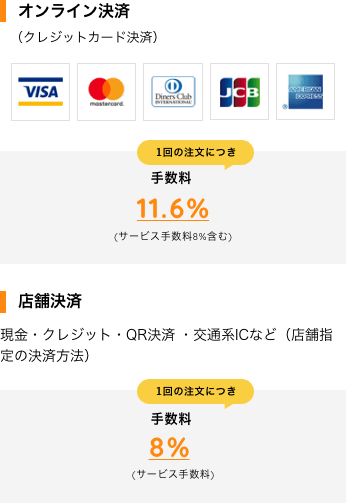 オンライン決済
（クレジットカード決済）
VISA
mastercard.
Diners Club
INTERNATIONAL
JCB
AMERICAN
EXPRESS
1回の注文につき
手数料
11.6%
(サービス手数料8%含む)
店舗決済
現金・クレジット・QR決済 ・交通系ICなど（店舗指
定の決済方法）
1回の注文につき
手数料
8%
(サービス手数料)